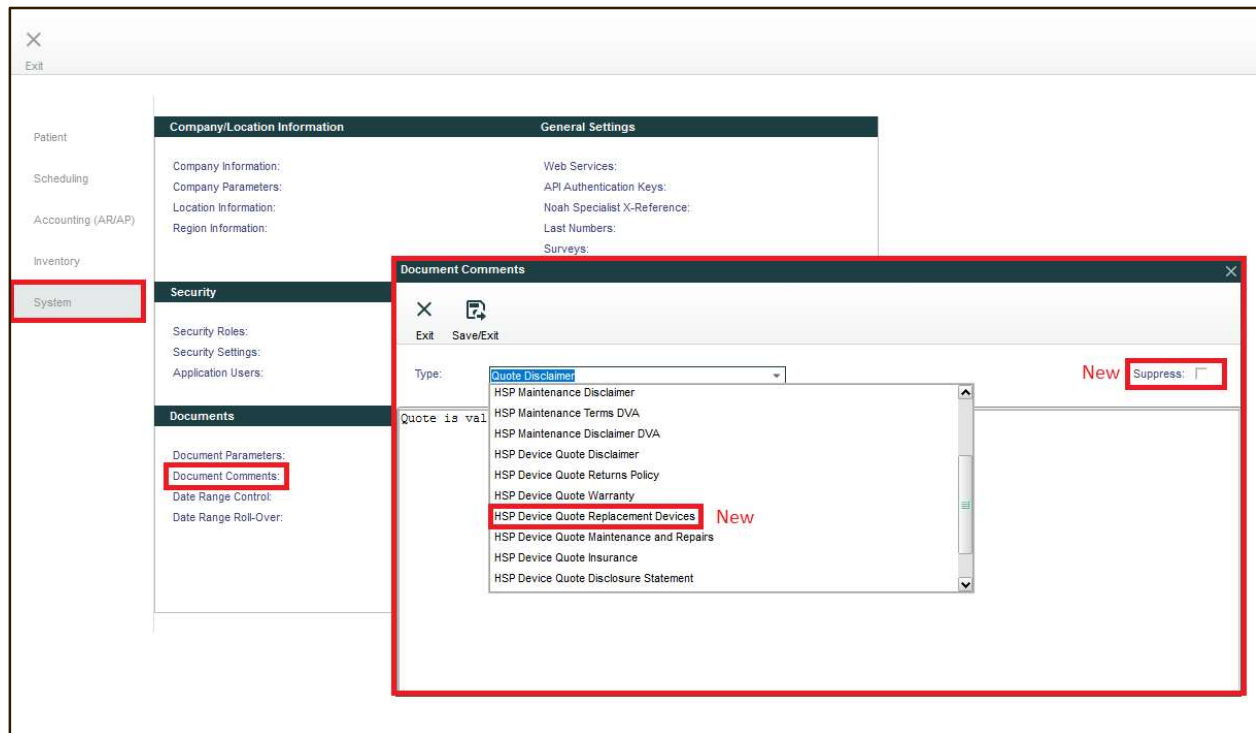 Exit
Patient
Scheduling
Accounting (AR/AP)
Inventory
System
Company/Location Information
General Settings
Company Information:
Company Parameters:
Location Information:
Region Information:
Web Services:
API Authentication Keys:
Noah Specialist X-Reference:
Last Numbers:
Surveys:
Security
Security Roles:
Security Settings:
Application Users:
Documents
Document Parameters:
Document Comments:
Date Range Control:
Date Range Roll-Over:
Document Comments
Exit
Save/Exit
Type:
Quote Disclaimer
New
Suppress:
Quote is val
HSP Maintenance Disclaimer
HSP Maintenance Terms DVA
HSP Maintenance Disclaimer DVA
HSP Device Quote Disclaimer
HSP Device Quote Returns Policy
HSP Device Quote Warranty
HSP Device Quote Replacement Devices
New
HSP Device Quote Maintenance and Repairs
HSP Device Quote Insurance
HSP Device Quote Disclosure Statement